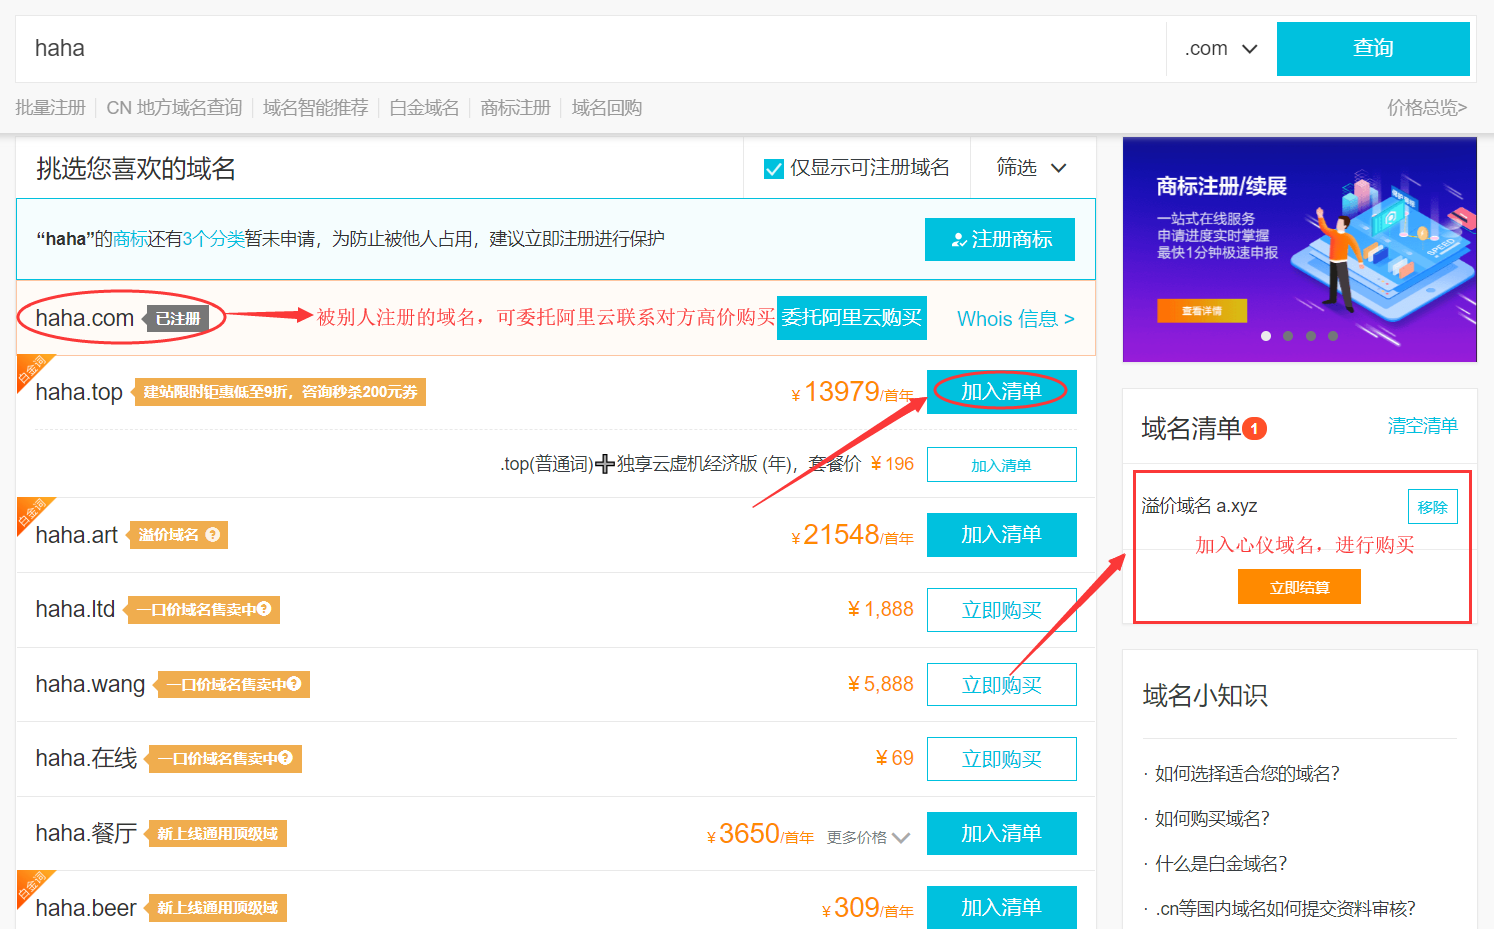 haha
.com
查询
批量注册
CN 地方域名查询
域名智能推荐
白金域名
商标注册
域名回购
价格总览>
挑选您喜欢的域名
仅显示可注册域名
筛选
“haha”的商标还有3个分类暂未申请，为防止被他人占用，建议立即注册进行保护
注册商标
haha.com
已注册
被别人注册的域名，可委托阿里云联系对方高价购买
委托阿里云购买
Whois 信息 >
白金词
haha.top
建站限时钜惠低至9折，咨询秒杀200元券
¥ 13979/首年
加入清单
.top(普通词)
独享云虚机经济版 (年)，套餐价
¥ 196
加入清单
白金词
haha.art
溢价域名 ?
¥ 21548/首年
加入清单
haha.ltd
一口价域名售卖中?
¥ 1,888
立即购买
haha.wang
一口价域名售卖中?
¥ 5,888
立即购买
haha.在线
一口价域名售卖中?
¥ 69
立即购买
haha.餐厅
新上线通用顶级域
¥ 3650/首年
更多价格
加入清单
白金词
haha.beer
新上线通用顶级域
¥ 309/首年
加入清单
商标注册/续展
一站式在线服务
申请进度实时掌握
最快1分钟极速申报
查看详情
SPEED
域名清单
1
清空清单
溢价域名 a.xyz
移除
加入心仪域名，进行购买
立即结算
域名小知识
· 如何选择适合您的域名?
· 如何购买域名?
· 什么是白金域名?
· .cn等国内域名如何提交资料审核?